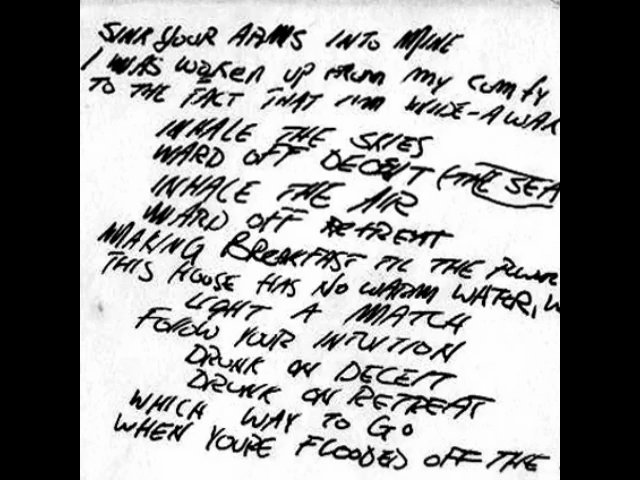 SINK YOUR ARMS INTO MINE
I WAS WOKEN UP FROM MY COMFY
TO THE FACT THAT I'M WIDE-AWAK
INHALE THE SKIES
WARD OFF DECEIT (THE SEA
INHALE THE AIR
WARD OFF RETREAT
MAKING BREAKFAST TIL THE
THIS HOUSE HAS NO WARM WATER, W
LIGHT A MATCH
FOLLOW YOUR INTUITION
DRUNK ON DECEIT
DRUNK ON RETREAT
WHICH WAY TO GO
WHEN YOU'RE FLOODED OFF THE